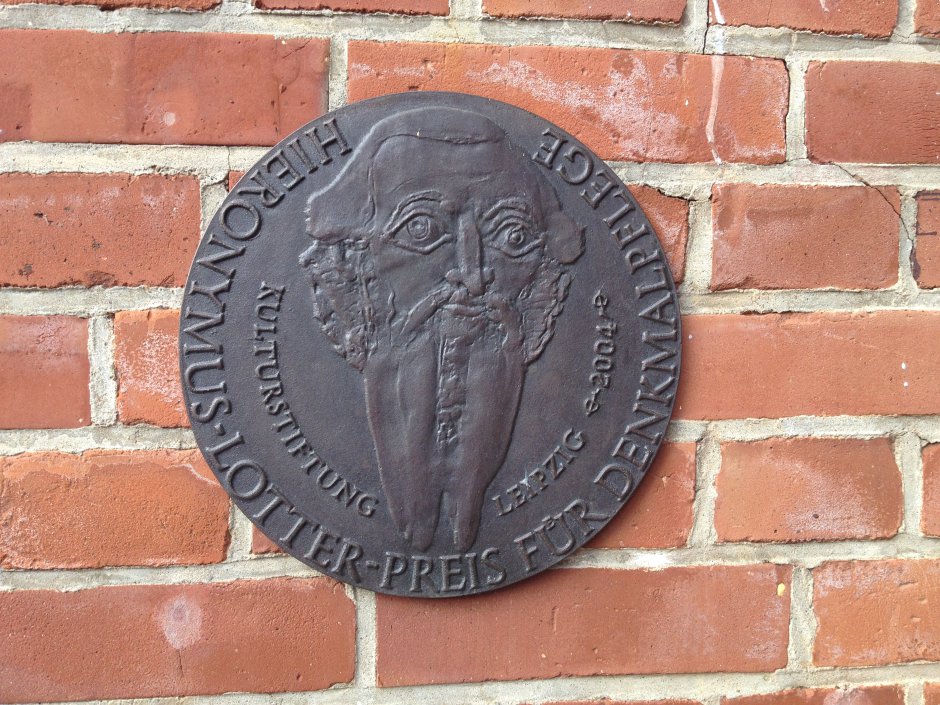 HIERONYMUS-LOTTER-PREIS FÜR DENKMALPFLEGE
KULTURSTIFTUNG LEIPZIG
2004